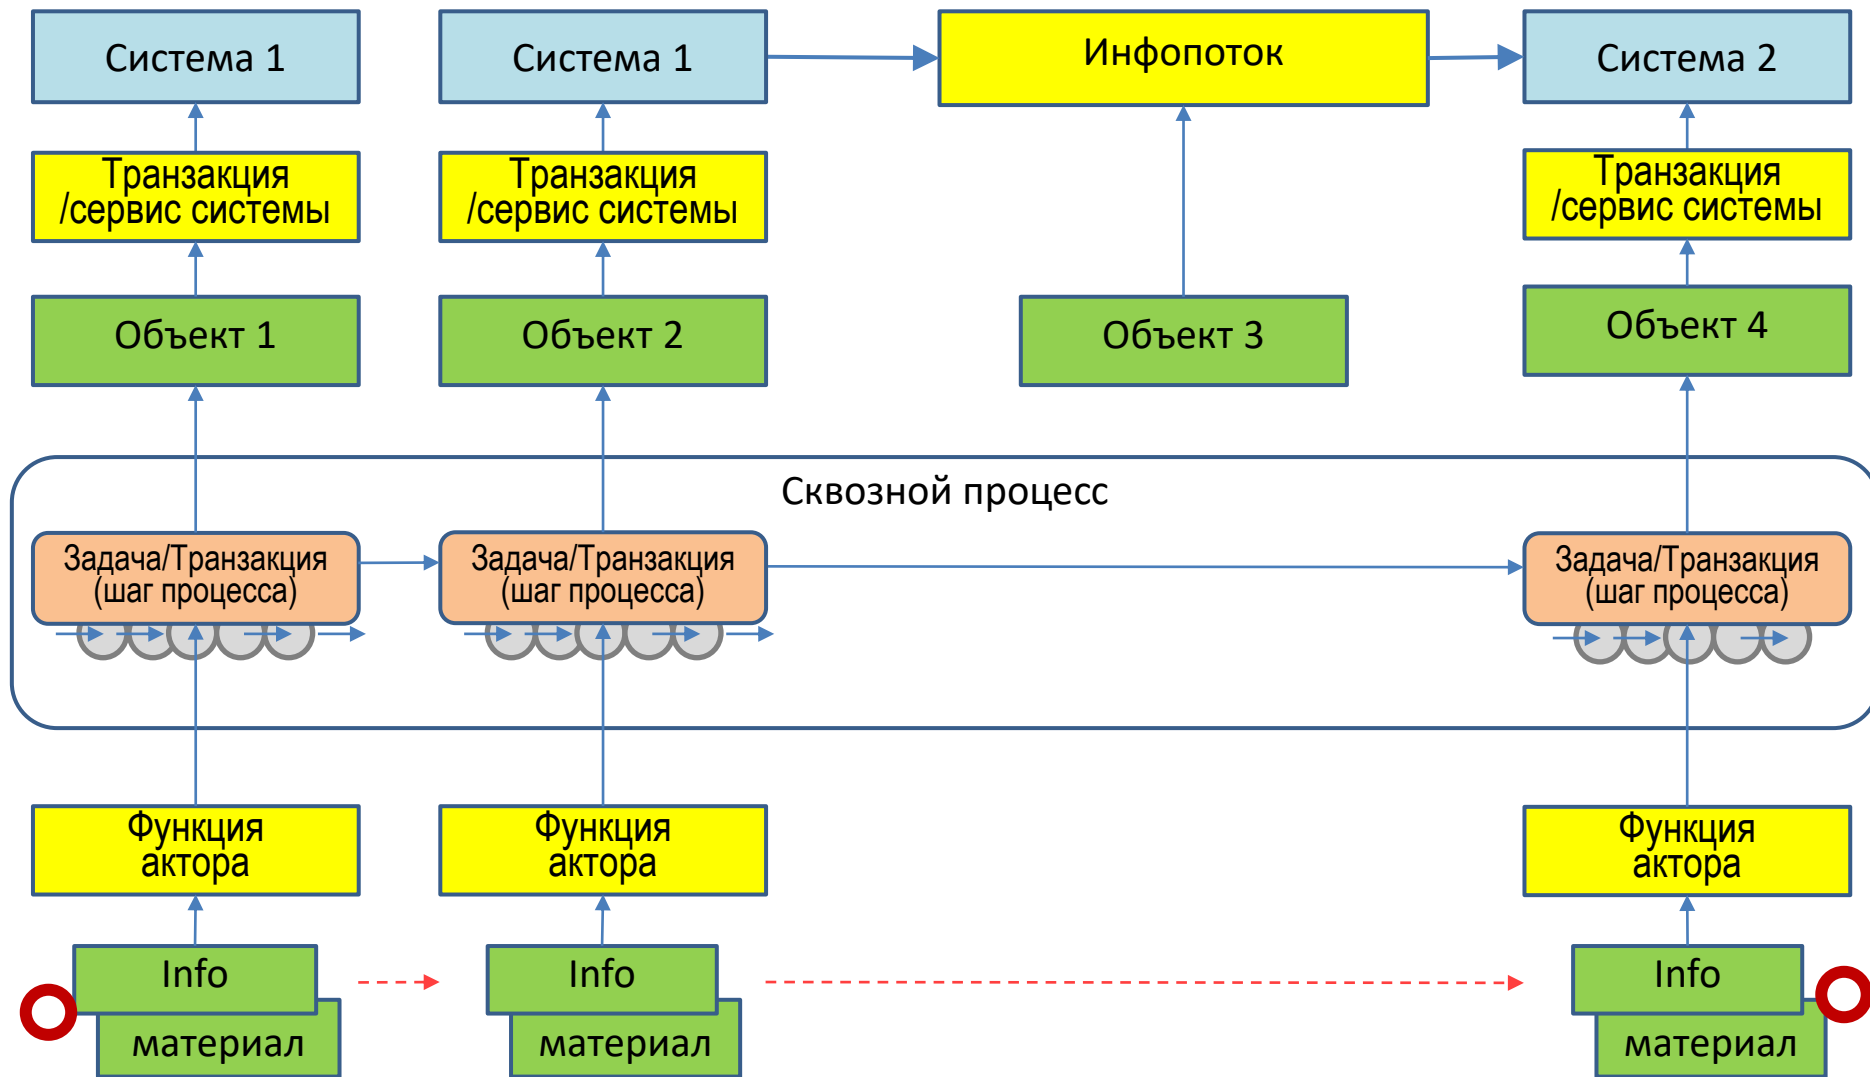 Система 1
Система 1
Инфопоток
Система 2
Транзакция
/сервис системы
Транзакция
/сервис системы
Транзакция
/сервис системы
Объект 1
Объект 2
Объект 3
Объект 4
Сквозной процесс
Задача/Транзакция
(шаг процесса)
Задача/Транзакция
(шаг процесса)
Задача/Транзакция
(шаг процесса)
Функция
актора
Функция
актора
Функция
актора
Info
материал
Info
материал
Info
материал